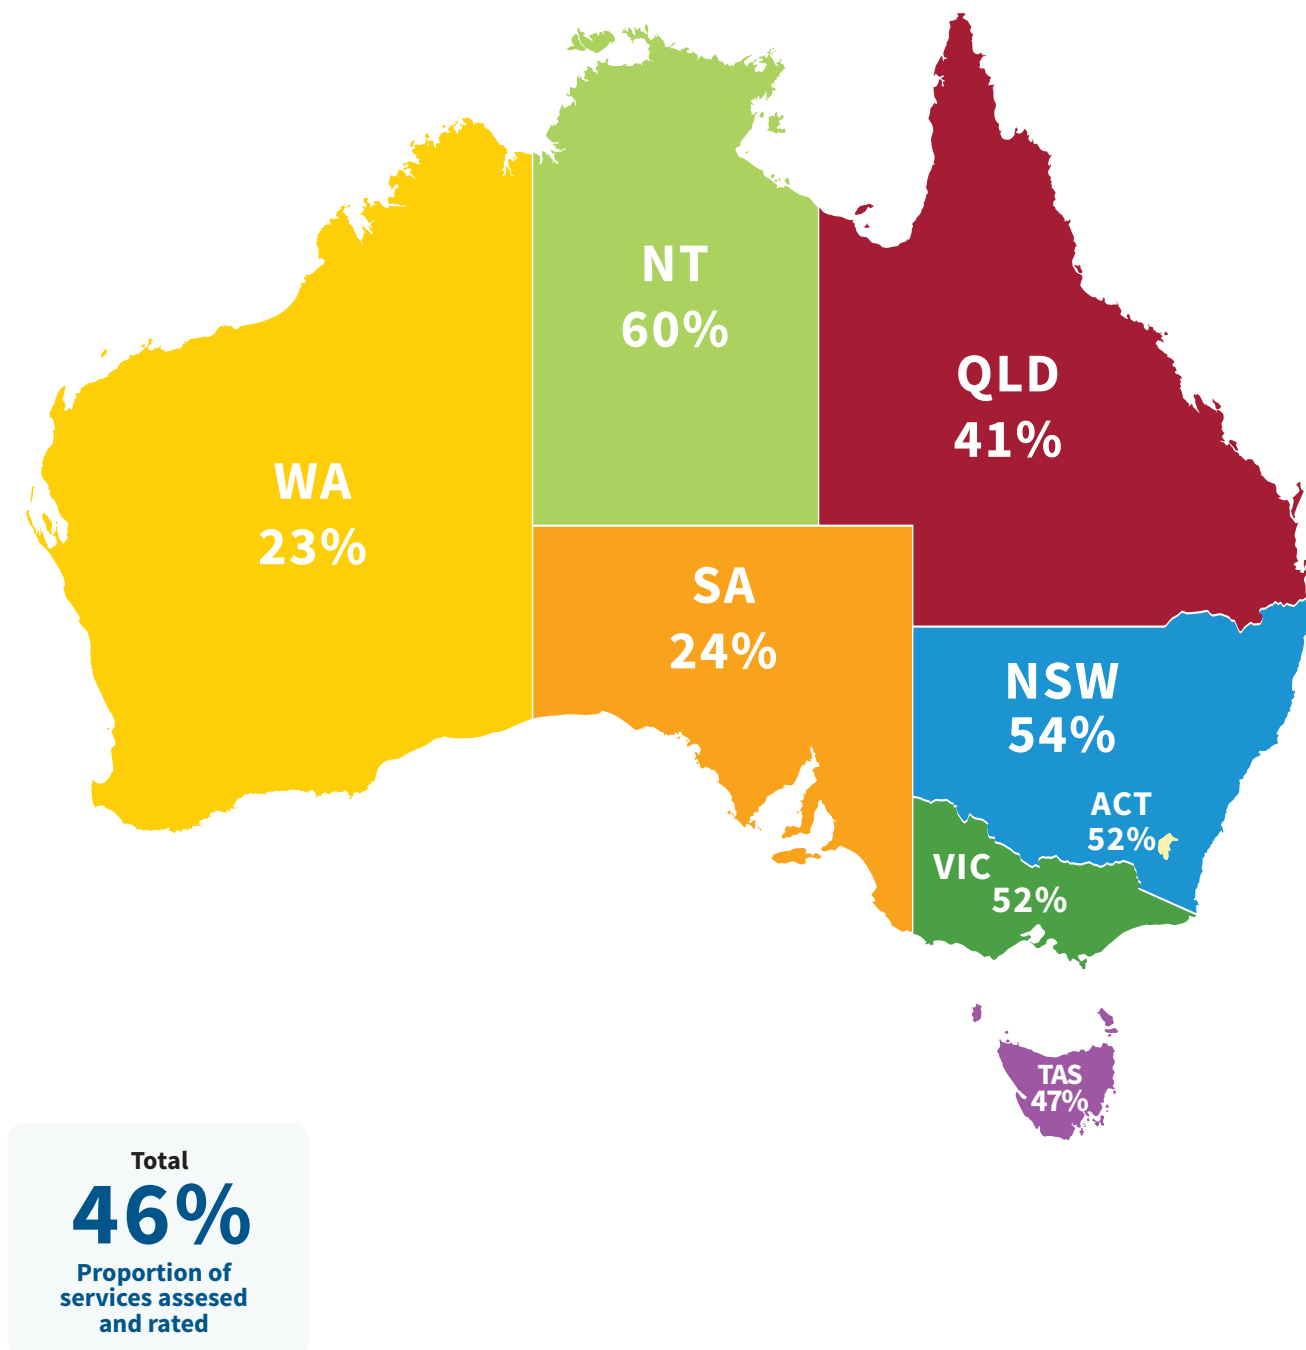 NT
60%
QLD
41%
WA
23%
SA
24%
NSW
54%
ACT
52%
VIC
52%
TAS
47%
Total
46%
Proportion of
services assesed
and rated